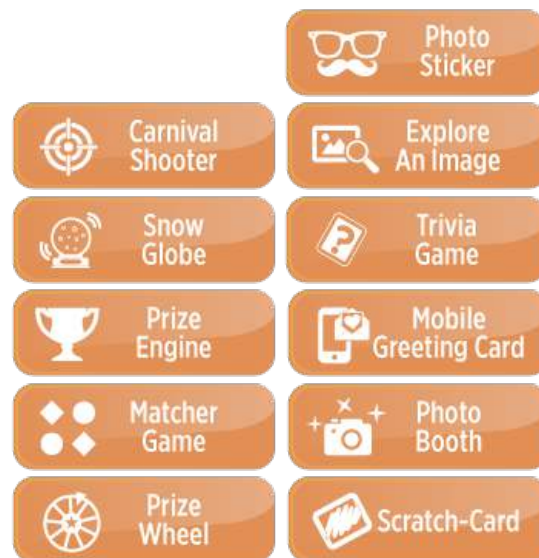 Photo
Sticker
Carnival
Shooter
Explore
An Image
Snow
Globe
Trivia
Game
Prize
Engine
Mobile
Greeting Card
Matcher
Game
Photo
Booth
Prize
Wheel
Scratch-Card